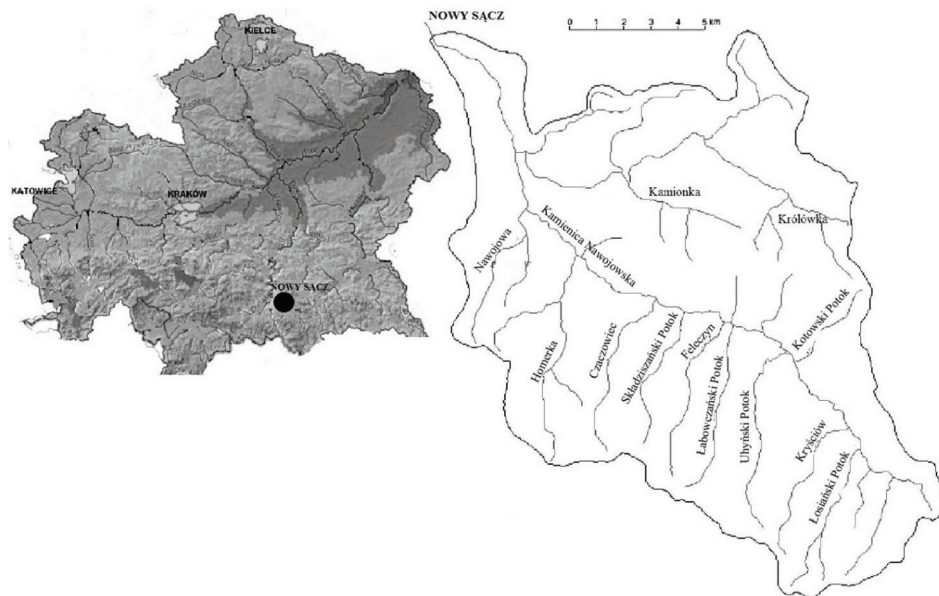 NOWY SĄCZ
0 1 2 3 4 5 km
KIELCE
KATOWICE
KRAKÓW
NOWY SĄCZ
Kamionka
Królówka
Nawojowa
Kamienica Nawojowska
Kotowski Potok
Homerka
Czaczowiec
Składziszański Potok
Feleczyn
Łabowczański Potok
Uhyński Potok
Kryściów
Łosiański Potok